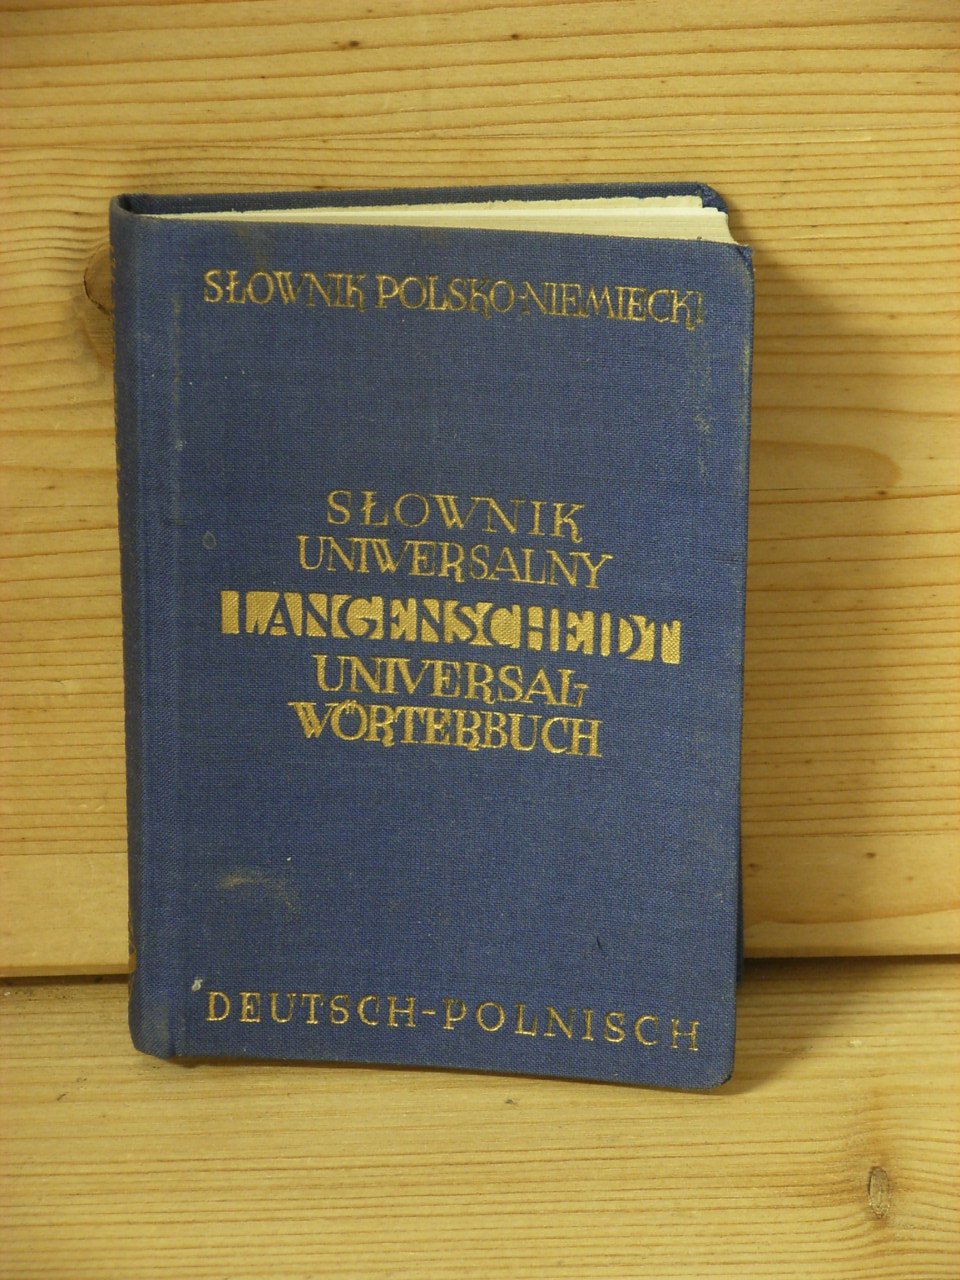 SŁOWNIK POLSKO-NIEMIECKI
SŁOWNIK
UNIWERSALNY
LANGENSCHEIDT
UNIVERSAL-
WÖRTERBUCH
DEUTSCH-POLNISCH